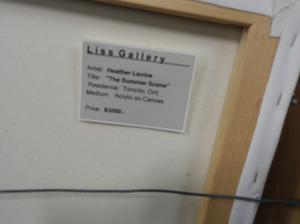 Liss Gallery
Artist: Heather Levine
Title: "The Summer Scene"
Residence: Toronto, Ont.
Medium: Acrylic on Canvas
Price: $3000.-